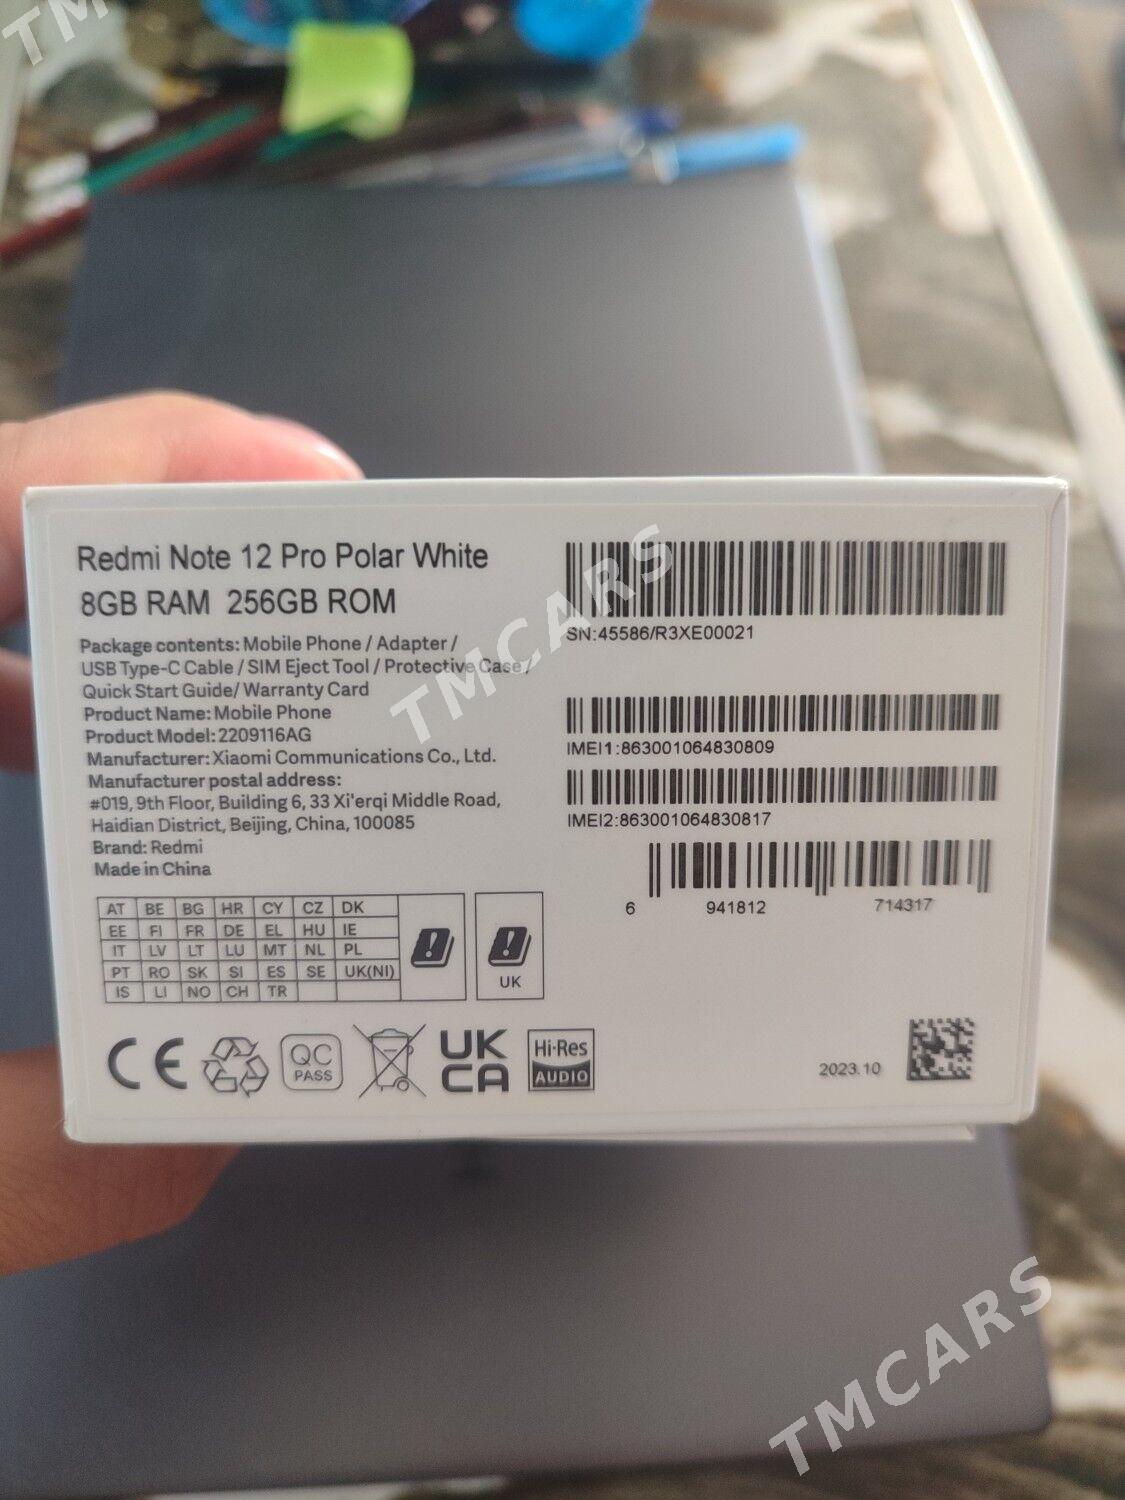 Redmi Note 12 Pro Polar White
8GB RAM 256GB ROM
Package contents: Mobile Phone / Adapter /
USB Type-C Cable / SIM Eject Tool / Protective Case /
Quick Start Guide/ Warranty Card
Product Name: Mobile Phone
Product Model: 2209116AG
Manufacturer: Xiaomi Communications Co., Ltd.
Manufacturer postal address:
#019, 9th Floor, Building 6, 33 Xi'erqi Middle Road,
Haidian District, Beijing, China, 100085
Brand: Redmi
Made in China
AT BE BG HR CY CZ DK
EE FI FR DE EL HU IE
IT LV LT LU MT NL PL
PT RO SK SI ES SE UK(NI)
IS LI NO CH TR
UK
CE
QC
PASS
UK
CA
Hi-Res
AUDIO
SN:45586/R3XE00021
IMEI1:863001064830809
IMEI2:863001064830817
6 941812 714317
2023.10
TMCARS
TMCARS
TM